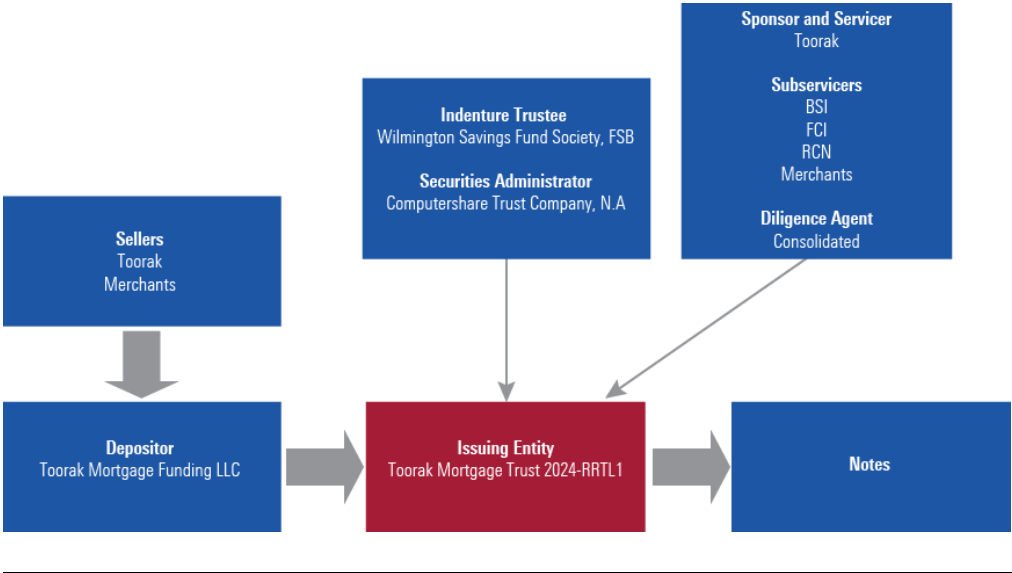 Sponsor and Servicer
Toorak
Subservicers
BSI
FCI
RCN
Merchants
Diligence Agent
Consolidated
Indenture Trustee
Wilmington Savings Fund Society, FSB
Securities Administrator
Computershare Trust Company, N.A
Sellers
Toorak
Merchants
Depositor
Toorak Mortgage Funding LLC
Issuing Entity
Toorak Mortgage Trust 2024-RRTL1
Notes